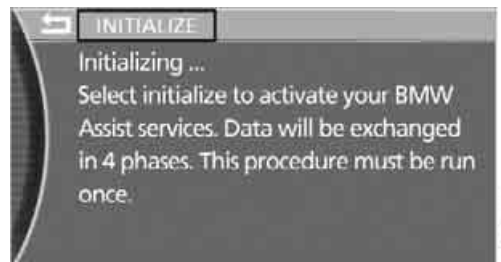 INITIALIZE
Initializing ...
Select initialize to activate your BMW
Assist services. Data will be exchanged
in 4 phases. This procedure must be run
once.